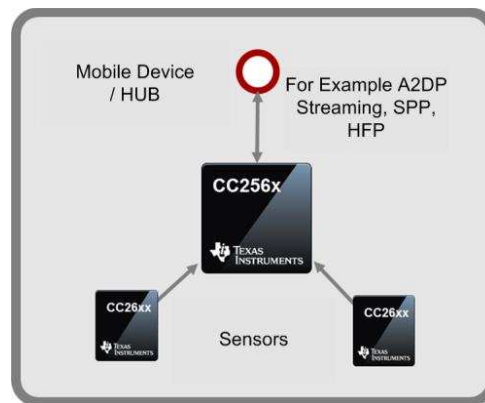 Mobile Device
/ HUB
For Example A2DP
Streaming, SPP,
HFP
CC256x
TEXAS
INSTRUMENTS
CC26xx
TEXAS
INSTRUMENTS
Sensors
CC26xx
TEXAS
INSTRUMENTS